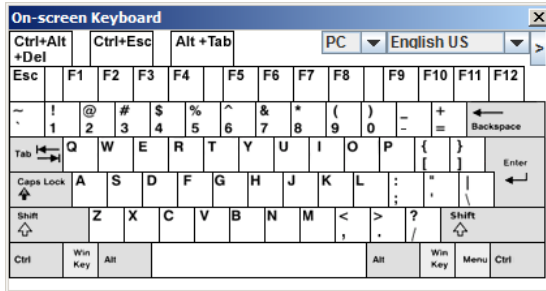 On-screen Keyboard X
Ctrl+Alt
+Del Ctrl+Esc Alt +Tab PC English US >
Esc F1 F2 F3 F4 F5 F6 F7 F8 F9 F10 F11 F12
~ ! @ # $ % ^ & * ( ) _ +
` 1 2 3 4 5 6 7 8 9 0 - = Backspace
Tab Q W E R T Y U I O P { }
[ ] Enter
Caps Lock A S D F G H J K L : " |
; ' \
Shift Z X C V B N M < > ? Shift
, . /
Ctrl Win
Key Alt Alt Win
Key Menu Ctrl